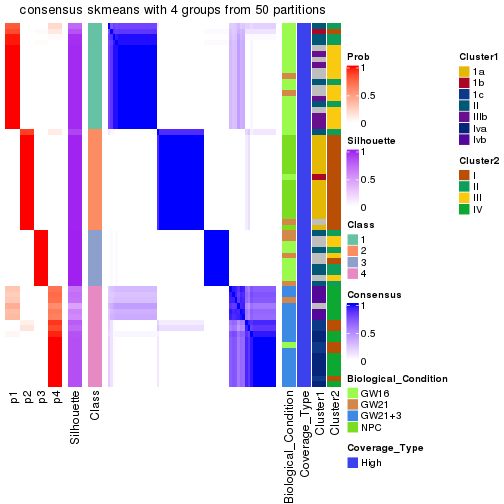 consensus skmeans with 4 groups from 50 partitions
Prob
1
0.5
0
Silhouette
1
0.5
0
Class
1
2
3
4
Consensus
1
0.5
0
Biological_Condition
GW16
GW21
GW21+3
NPC
Coverage_Type
High
Cluster1
1a
1b
1c
II
IIIb
Iva
Ivb
Cluster2
I
II
III
IV
p1
p2
p3
p4
Silhouette
Class
Biological_Condition
Coverage_Type
Cluster1
Cluster2